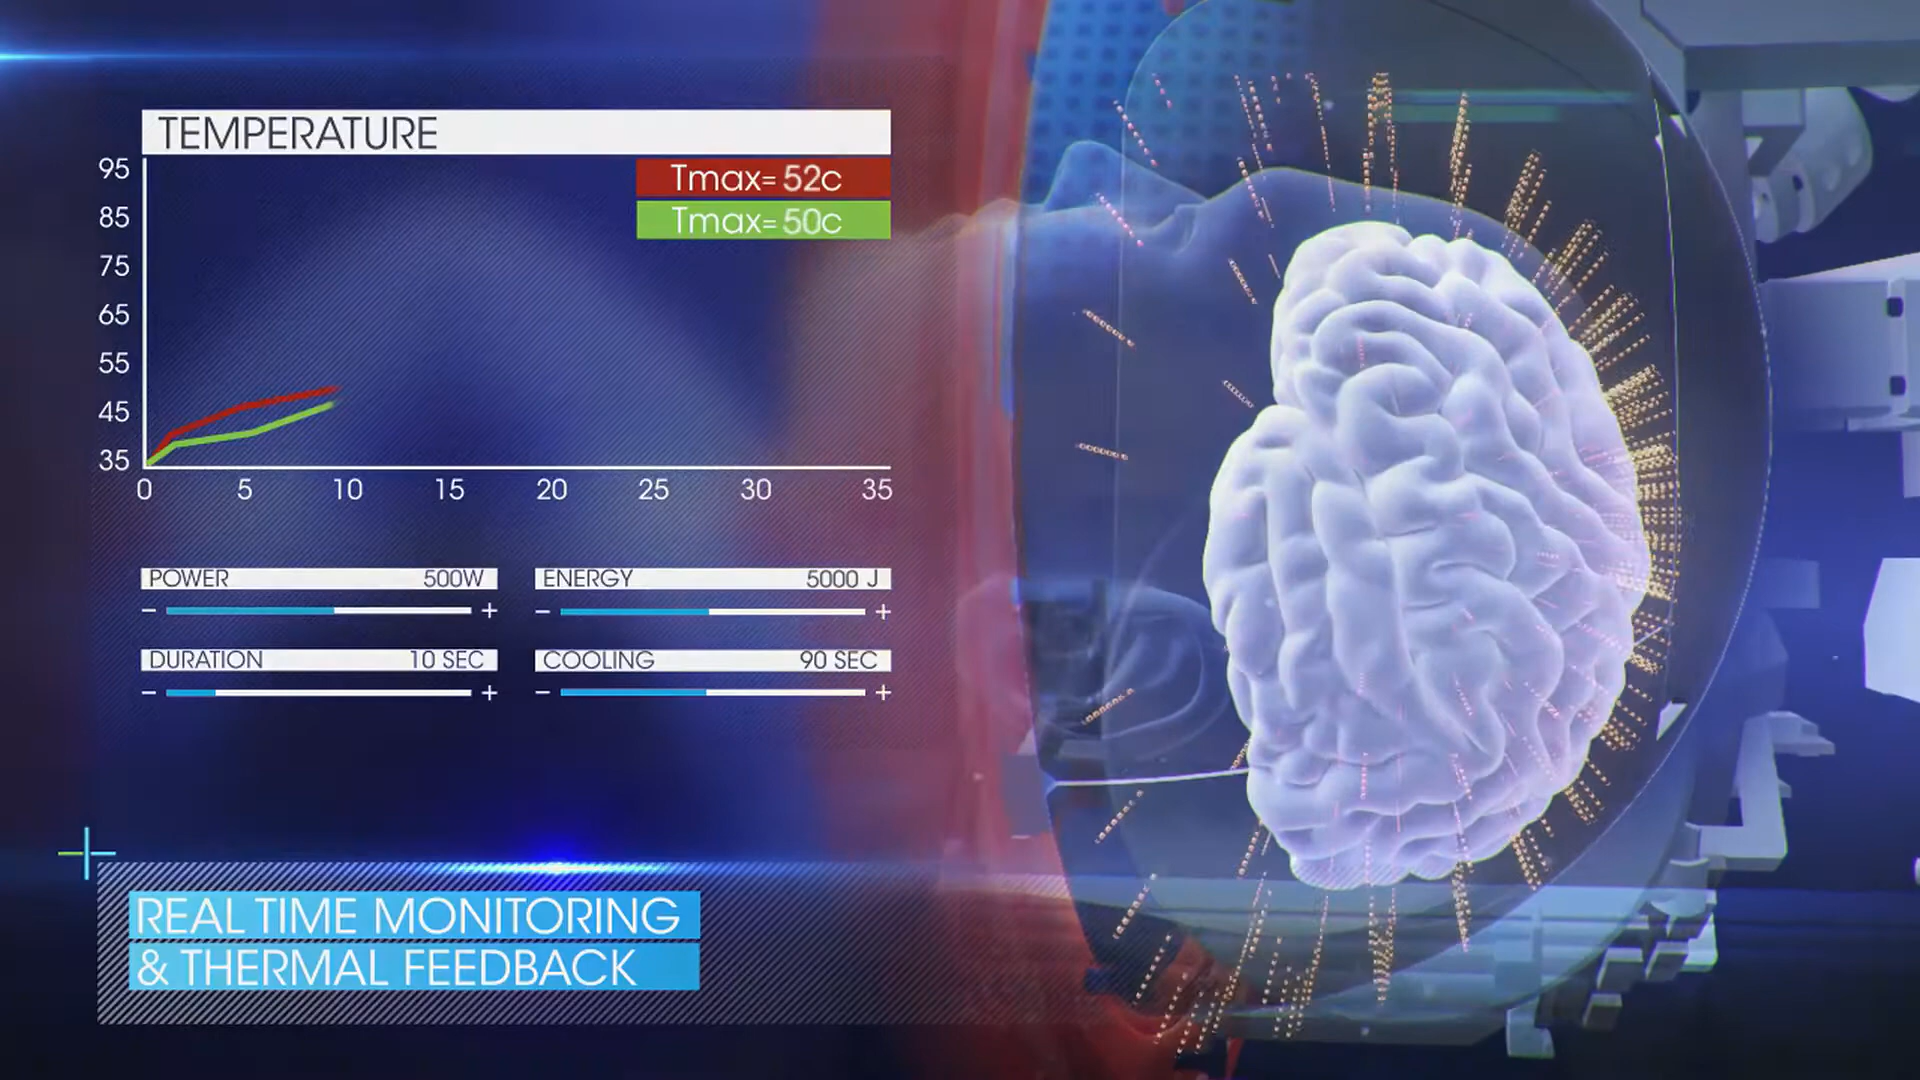 TEMPERATURE
Tmax= 52c
Tmax= 50c
95
85
75
65
55
45
35
0 5 10 15 20 25 30 35
POWER 500W
ENERGY 5000 J
- +
- +
DURATION 10 SEC
COOLING 90 SEC
- +
- +
REAL TIME MONITORING
& THERMAL FEEDBACK